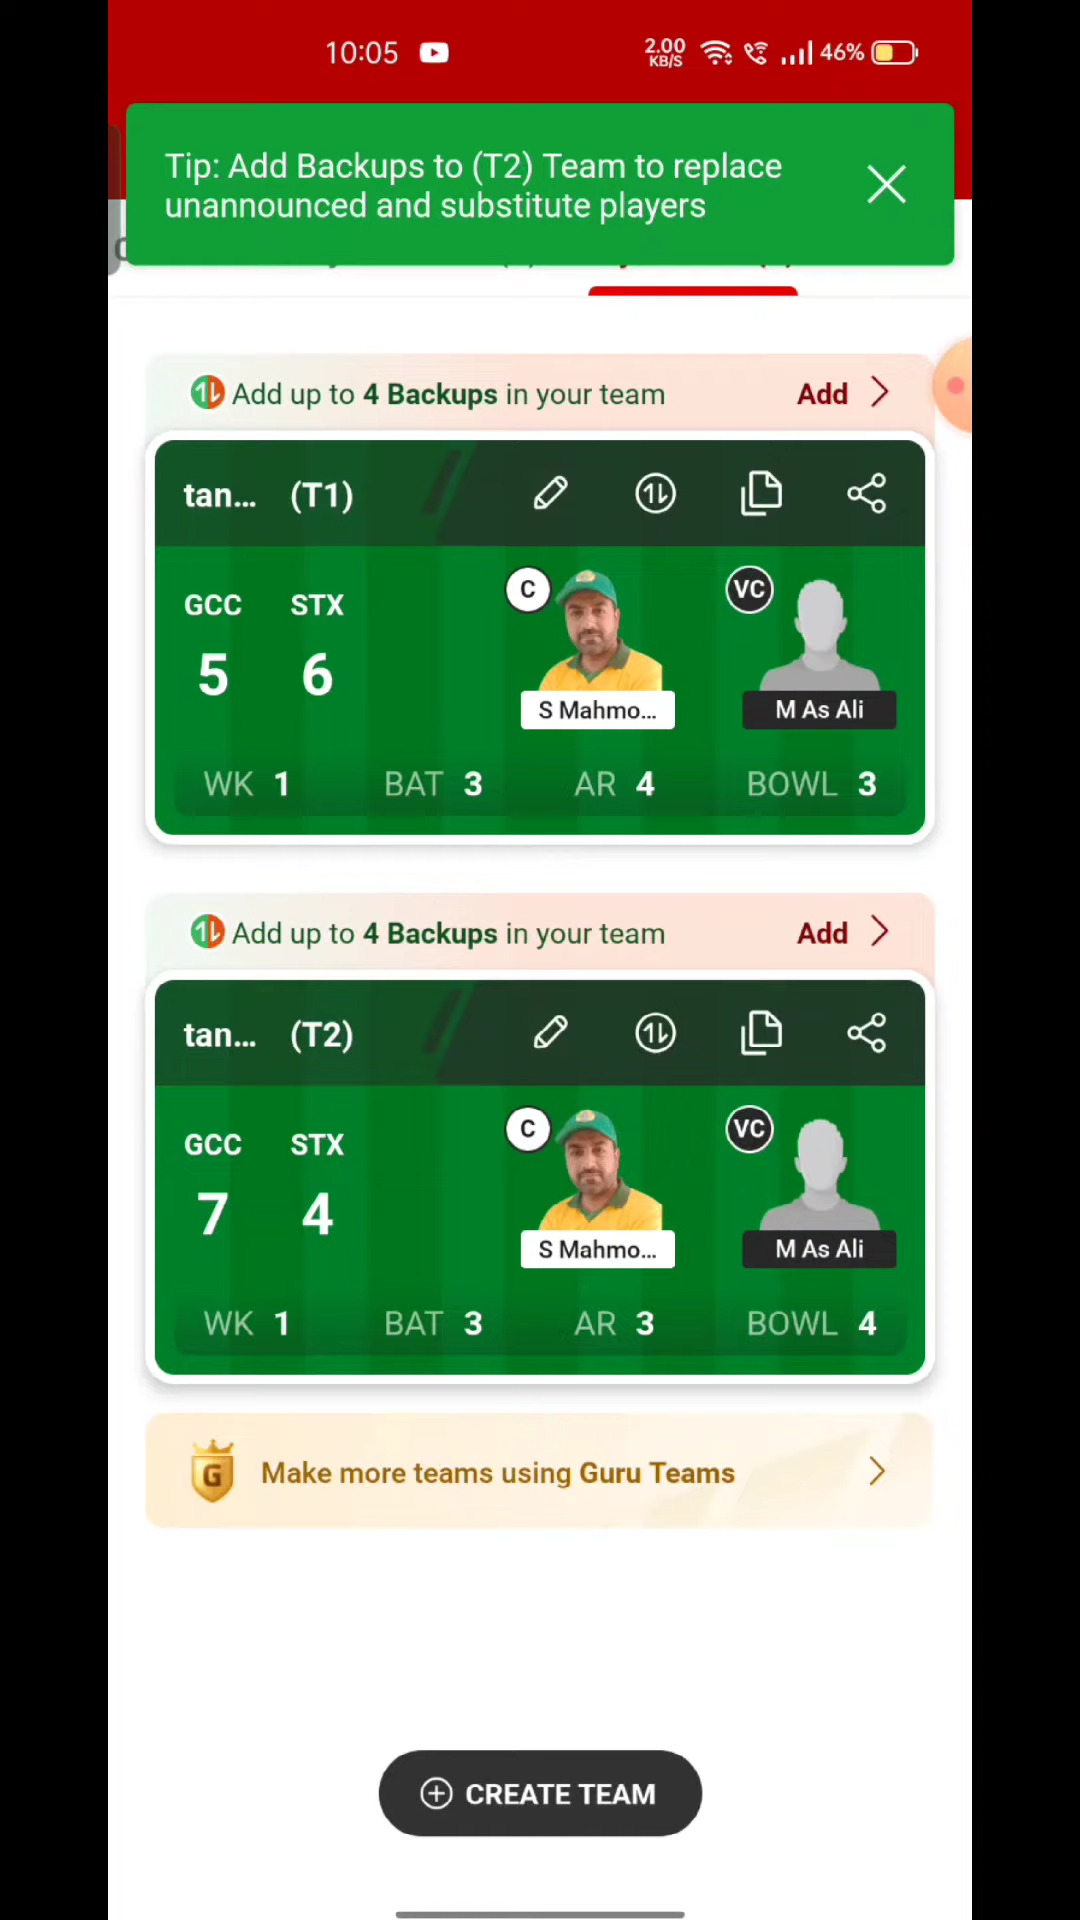 10:05
2.00
KB/S
46%
Tip: Add Backups to (T2) Team to replace
unannounced and substitute players
Add up to 4 Backups in your team
Add
tan... (T1)
GCC STX
C
VC
5 6
S Mahmo...
M As Ali
WK 1 BAT 3 AR 4 BOWL 3
Add up to 4 Backups in your team
Add
tan... (T2)
GCC STX
C
VC
7 4
S Mahmo...
M As Ali
WK 1 BAT 3 AR 3 BOWL 4
G
Make more teams using Guru Teams
CREATE TEAM